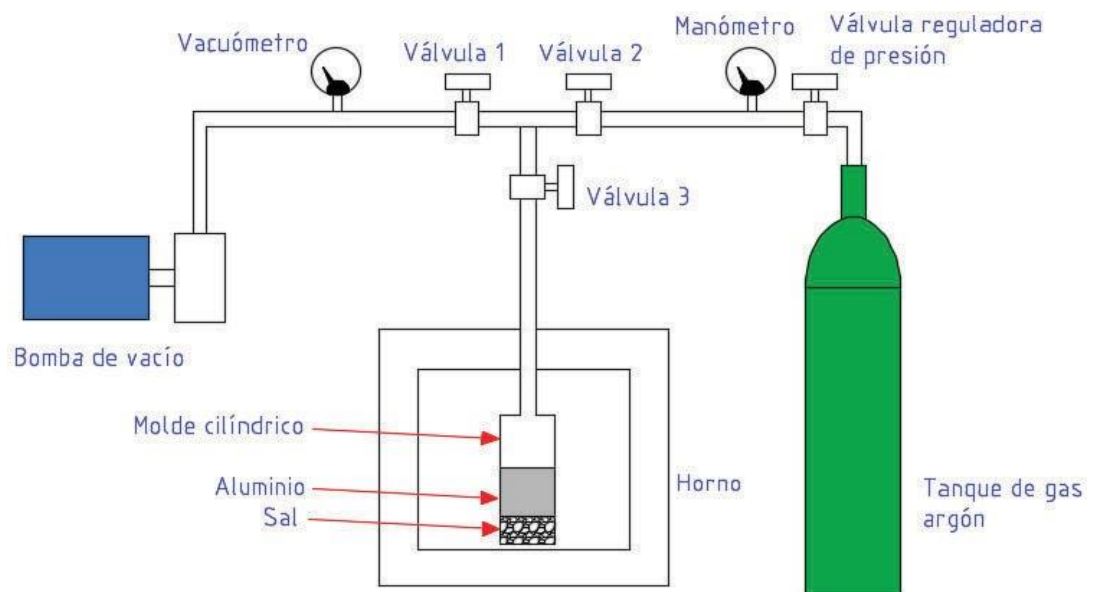 Vacuómetro
Válvula 1
Válvula 2
Manómetro
Válvula reguladora
de presión
Válvula 3
Bomba de vacío
Molde cilíndrico
Aluminio
Sal
Horno
Tanque de gas
argón